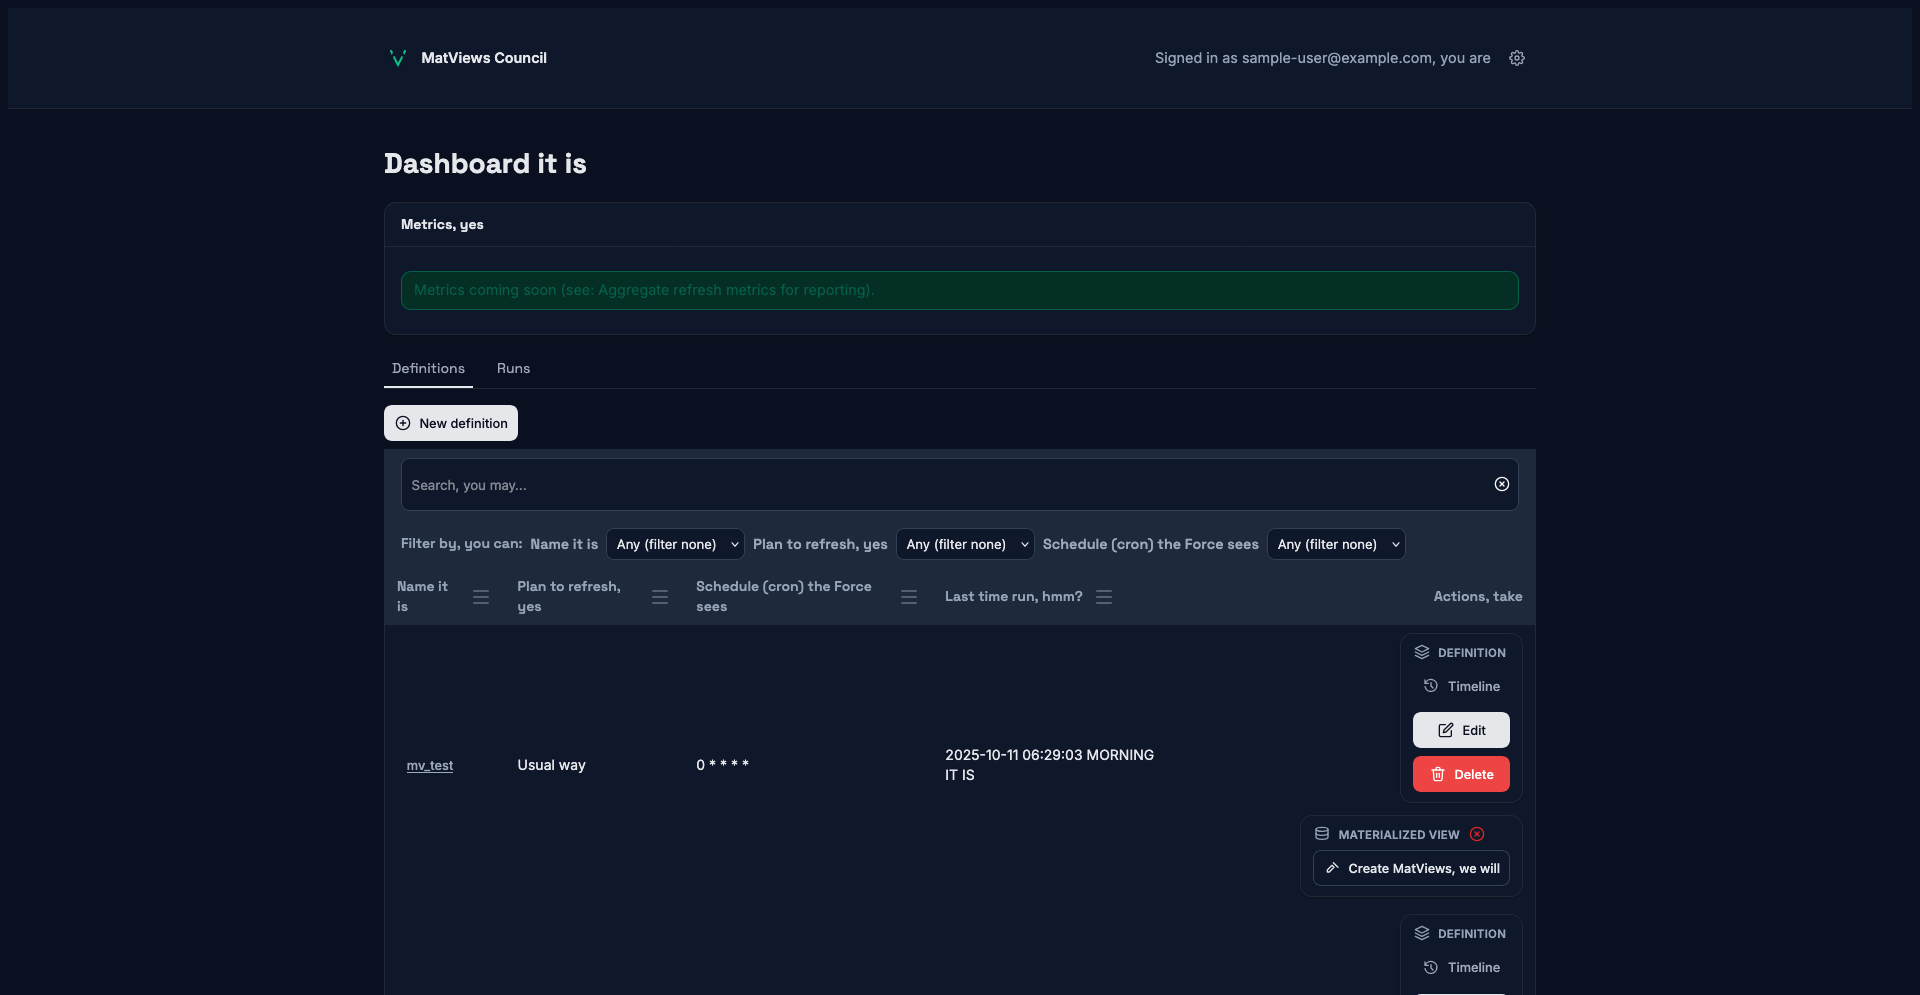 MatViews Council
Signed in as sample-user@example.com, you are
Dashboard it is
Metrics, yes
Metrics coming soon (see: Aggregate refresh metrics for reporting).
Definitions
Runs
New definition
Search, you may...
Filter by, you can:
Name it is
Any (filter none)
Plan to refresh, yes
Any (filter none)
Schedule (cron) the Force sees
Any (filter none)
Name it
is
Plan to refresh,
yes
Schedule (cron) the Force
sees
Last time run, hmm?
Actions, take
mv_test
Usual way
0 * * * *
2025-10-11 06:29:03 MORNING
IT IS
DEFINITION
Timeline
Edit
Delete
MATERIALIZED VIEW
Create MatViews, we will
DEFINITION
Timeline